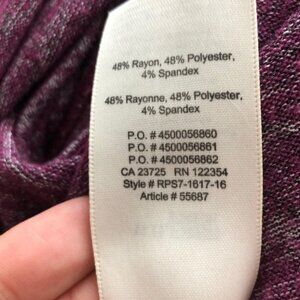 48% Rayon, 48% Polyester,
4% Spandex
48% Rayonne, 48% Polyester,
4% Spandex
P.O. # 4500056860
P.O. # 4500056861
P.O. # 4500056862
CA 23725 RN 122354
Style # RPS7-1617-16
Article # 55687